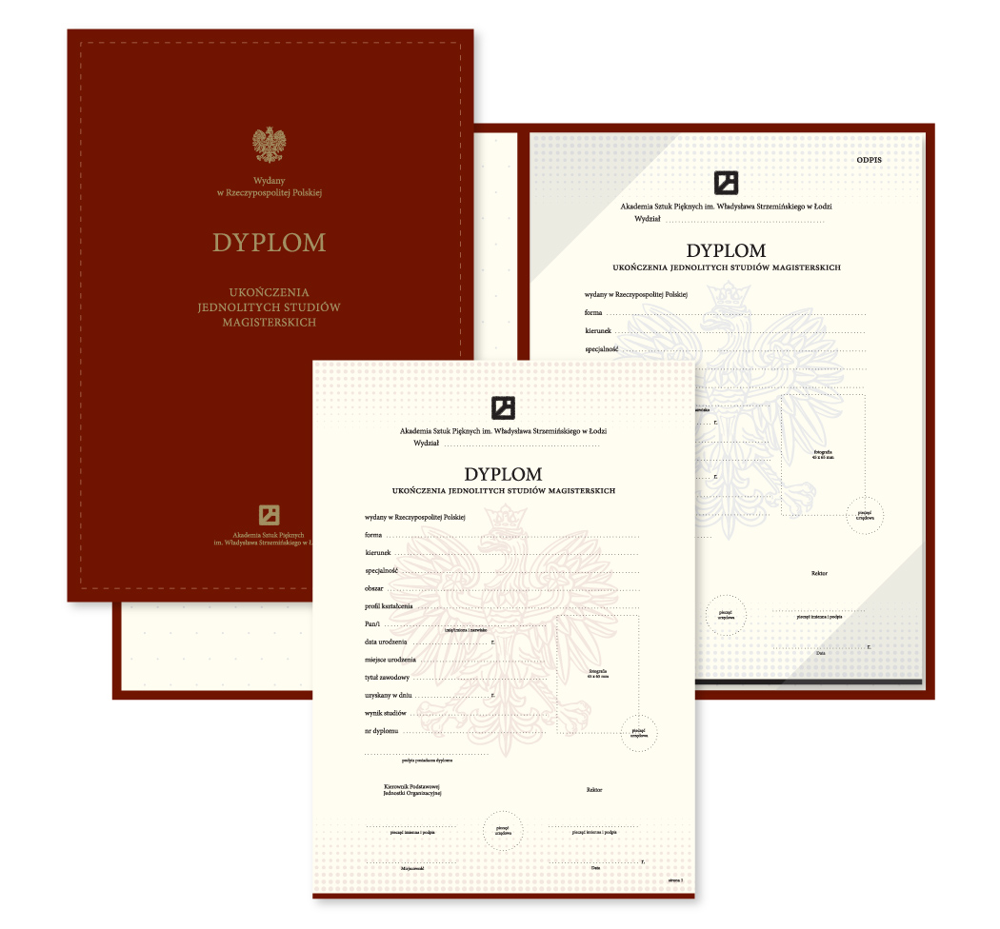 Wydany
w Rzeczypospolitej Polskiej
DYPLOM
UKOŃCZENIA
JEDNOLITYCH STUDIÓW
MAGISTERSKICH
Akademia Sztuk Pięknych
im. Władysława Strzemińskiego w Ł
ODPIS
Akademia Sztuk Pięknych im. Władysława Strzemińskiego w Łodzi
Wydział
DYPLOM
UKOŃCZENIA JEDNOLITYCH STUDIÓW MAGISTERSKICH
wydany w Rzeczypospolitej Polskiej
forma
kierunek
specjalność
r.
fotografia
45 x 65 mm
r.
pieczęć
urzędowa
Rektor
pieczęć
urzędowa
pieczęć imienna i podpis
r.
Data
Akademia Sztuk Pięknych im. Władysława Strzemińskiego w Łodzi
Wydział
DYPLOM
UKOŃCZENIA JEDNOLITYCH STUDIÓW MAGISTERSKICH
wydany w Rzeczypospolitej Polskiej
forma
kierunek
specjalność
obszar
profil kształcenia
Pan/i
imię/imiona i nazwisko
data urodzenia r.
miejsce urodzenia
tytuł zawodowy
uzyskany w dniu r.
wynik studiów
nr dyplomu
fotografia
45 x 65 mm
pieczęć
urzędowa
podpis posiadacza dyplomu
Kierownik Podstawowej
Jednostki Organizacyjnej
Rektor
pieczęć imienna i podpis
pieczęć
urzędowa
pieczęć imienna i podpis
r.
Miejscowość
Data
strona 1